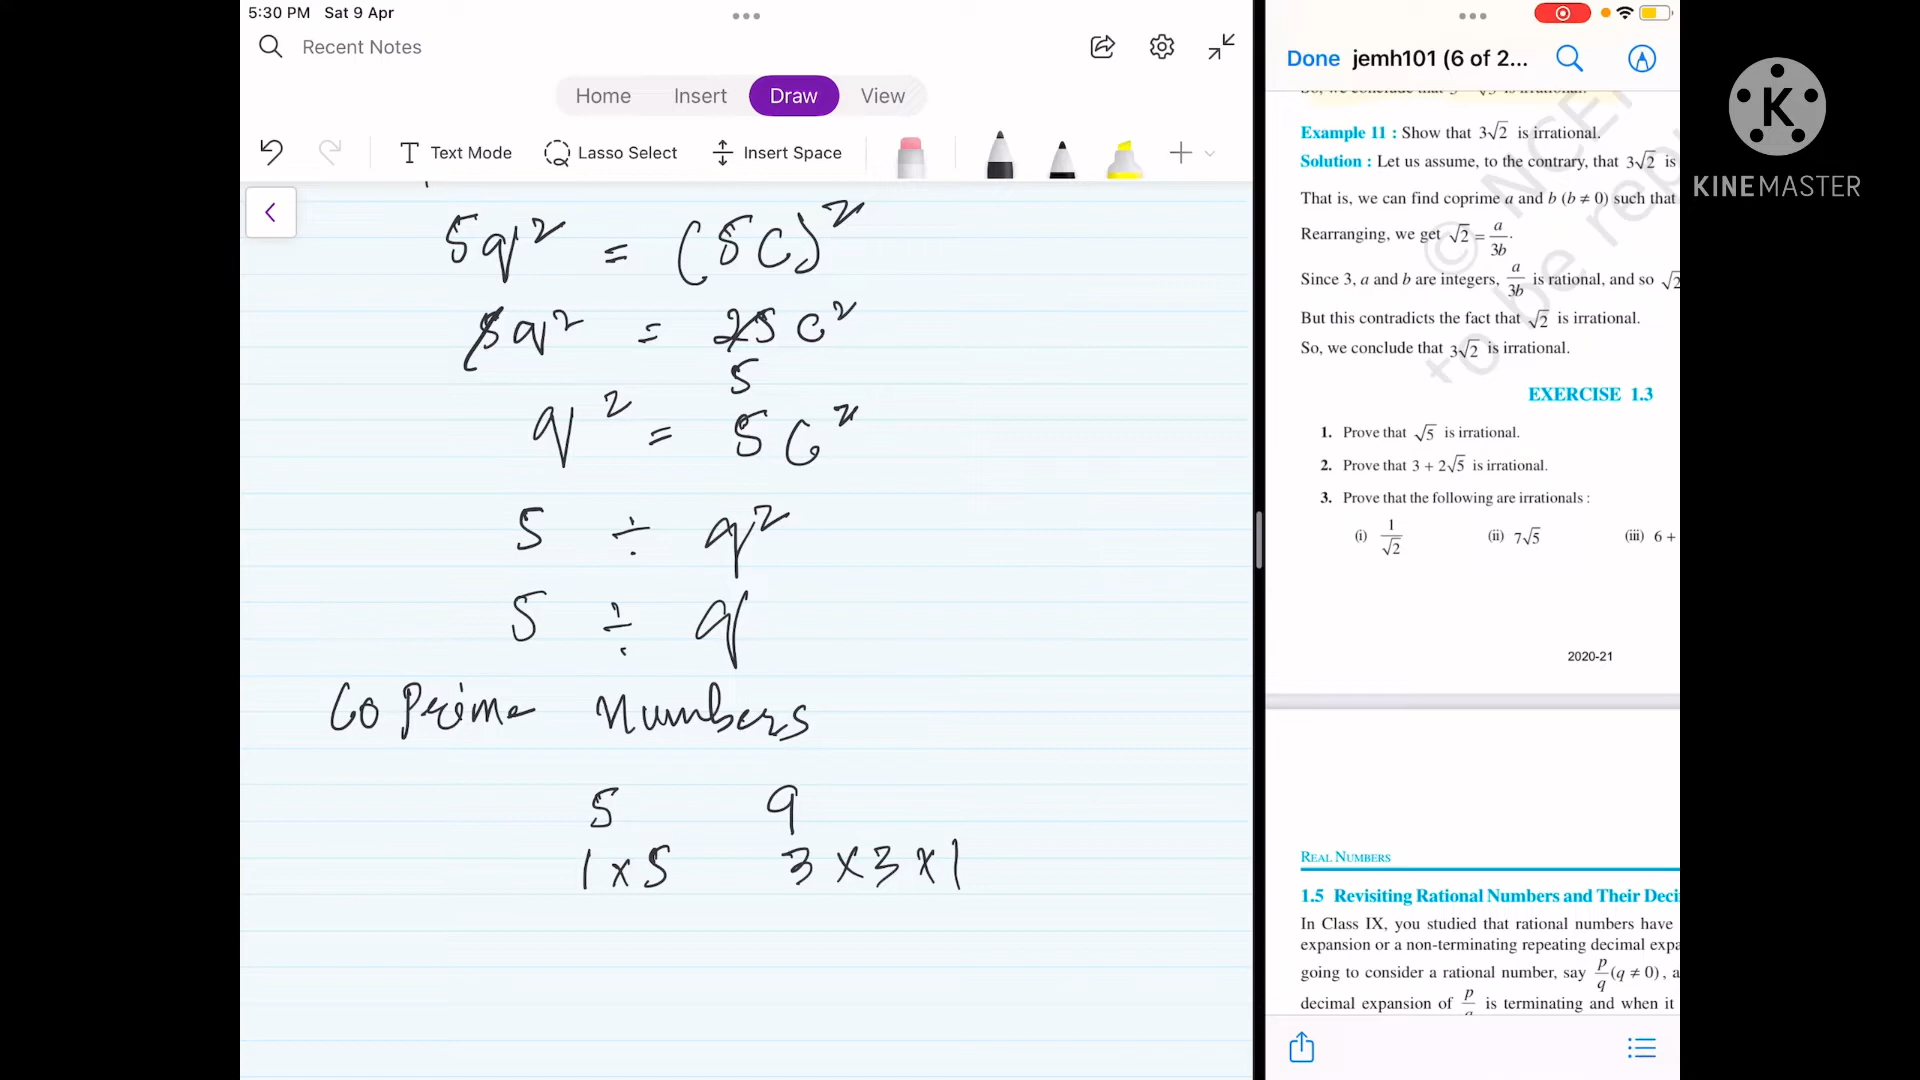 5:30 PM Sat 9 Apr
Recent Notes
Home Insert Draw View
Text Mode Lasso Select Insert Space
5q² = (5C)²
5q² = 25C²
5
q² = 5C²
5 ÷ q²
5 ÷ q
Co Prime Numbers
5 9
1 x 5 3 x 3 x 1
Done jemh101 (6 of 2...
Example 11 : Show that 3√2 is irrational.
Solution : Let us assume, to the contrary, that 3√2 is
That is, we can find coprime a and b (b ≠ 0) such that
Rearranging, we get √2 = a/3b.
Since 3, a and b are integers, a/3b is rational, and so √2
But this contradicts the fact that √2 is irrational.
So, we conclude that 3√2 is irrational.
EXERCISE 1.3
1. Prove that √5 is irrational.
2. Prove that 3 + 2√5 is irrational.
3. Prove that the following are irrationals :
(i) 1/√2 (ii) 7√5 (iii) 6 +
2020-21
REAL NUMBERS
1.5 Revisiting Rational Numbers and Their Deci
In Class IX, you studied that rational numbers have
expansion or a non-terminating repeating decimal expa
going to consider a rational number, say p/q (q ≠ 0), a
decimal expansion of p/q is terminating and when it
K
KINEMASTER